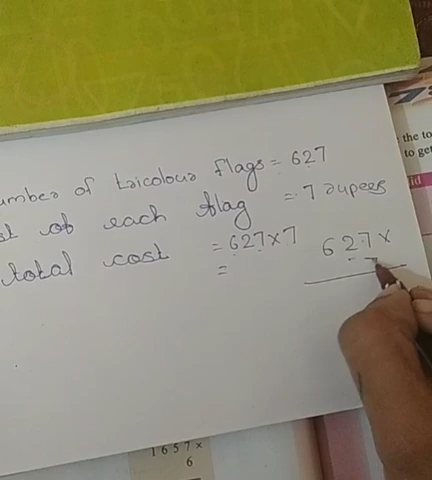 umber of tricolour flags = 627
st of each flag = 7 rupees
total cost = 627×7
=
627×
7
the to
to get
1657×
6